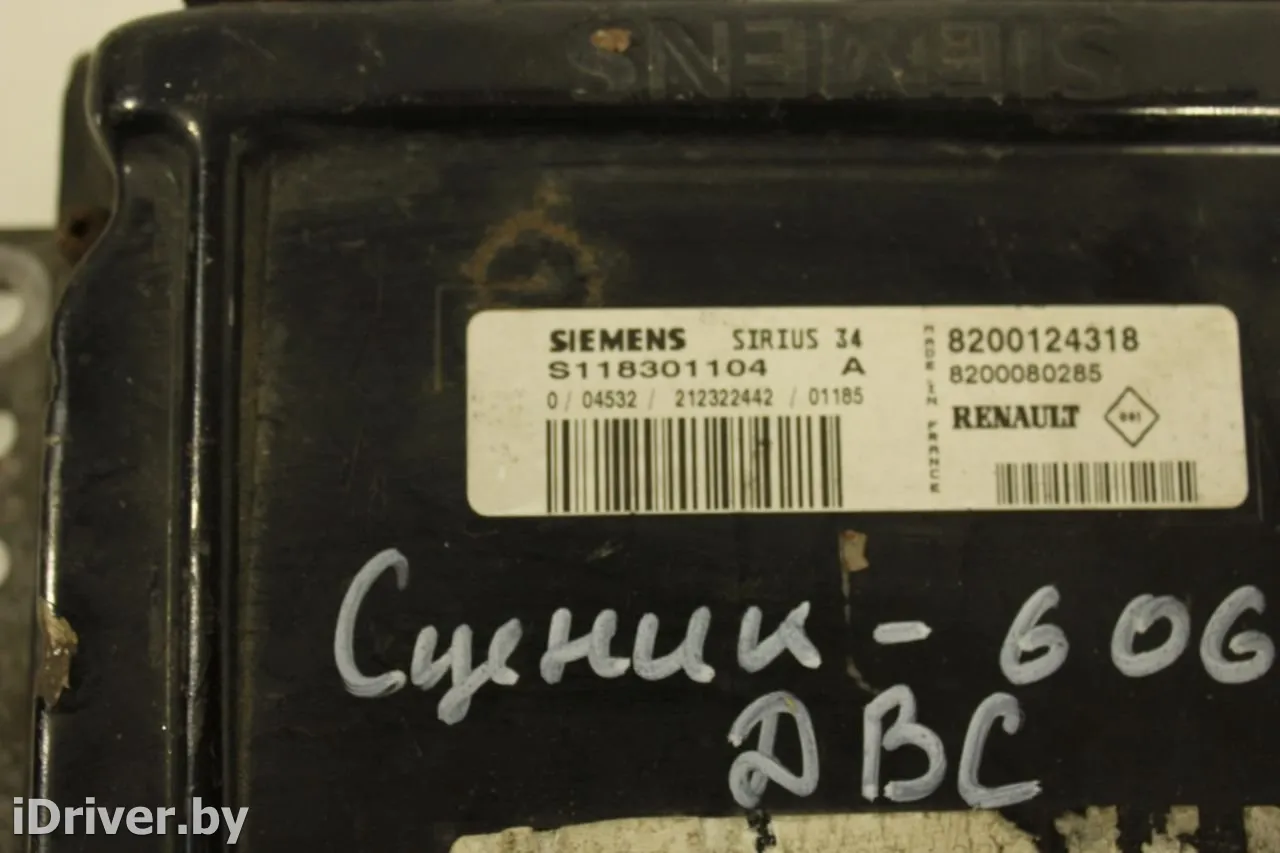 SIEMENS
SIEMENS SIRIUS 34
S118301104 A
0 / 04532 / 212322442 / 01185
MADE IN FRANCE
8200124318
8200080285
RENAULT
Сценик - 606
ДВС
iDriver.by